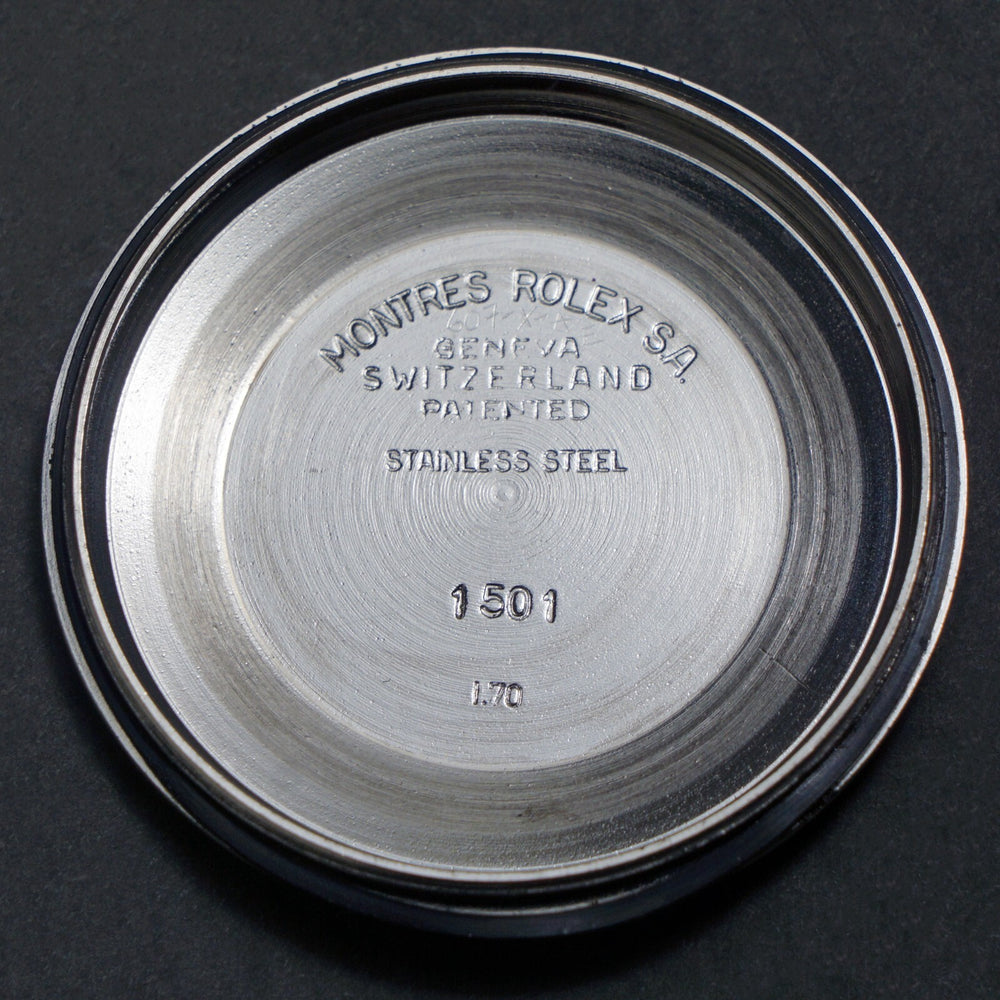 MONTRES ROLEX S.A.
GENEVA
SWITZERLAND
PATENTED
STAINLESS STEEL
1501
I.70